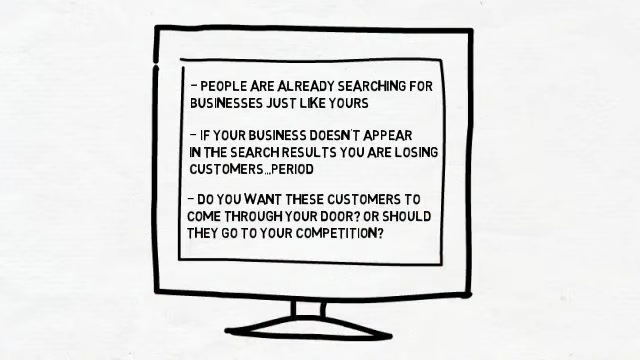 - PEOPLE ARE ALREADY SEARCHING FOR
BUSINESSES JUST LIKE YOURS
- IF YOUR BUSINESS DOESN'T APPEAR
IN THE SEARCH RESULTS YOU ARE LOSING
CUSTOMERS...PERIOD
- DO YOU WANT THESE CUSTOMERS TO
COME THROUGH YOUR DOOR? OR SHOULD
THEY GO TO YOUR COMPETITION?